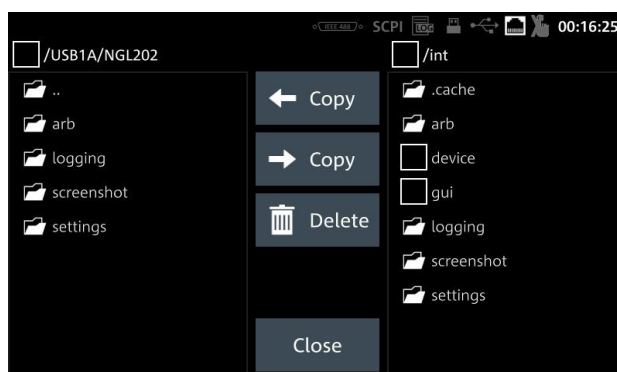 IEEE 488 SCPI LOG 00:16:25
/USB1A/NGL202
..
arb
logging
screenshot
settings
Copy
Copy
Delete
Close
/int
.cache
arb
device
gui
logging
screenshot
settings